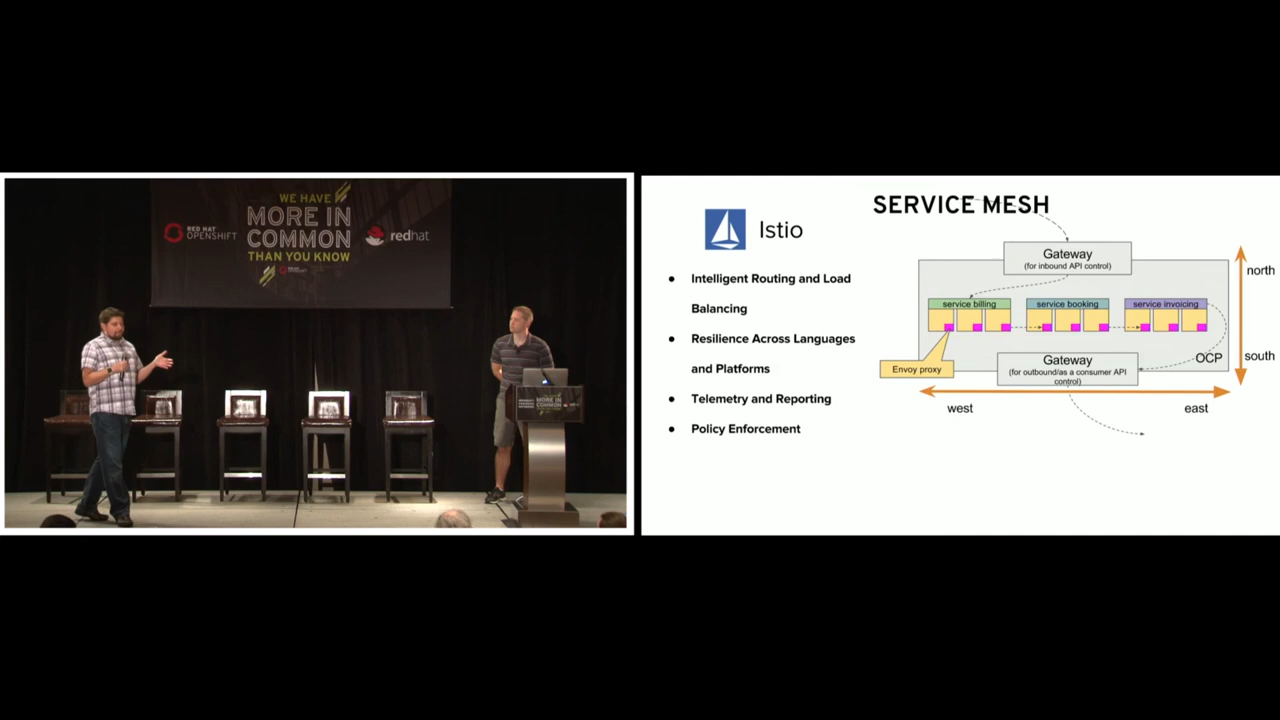 WE HAVE
MORE IN
COMMON
THAN YOU KNOW
RED HAT
OPENSHIFT
redhat
MORE IN
COMMON
SERVICE MESH
Istio
● Intelligent Routing and Load
Balancing
● Resilience Across Languages
and Platforms
● Telemetry and Reporting
● Policy Enforcement
Gateway
(for inbound API control)
service billing
service booking
service invoicing
Envoy proxy
Gateway
(for outbound/as a consumer API
control)
OCP
north
south
west
east